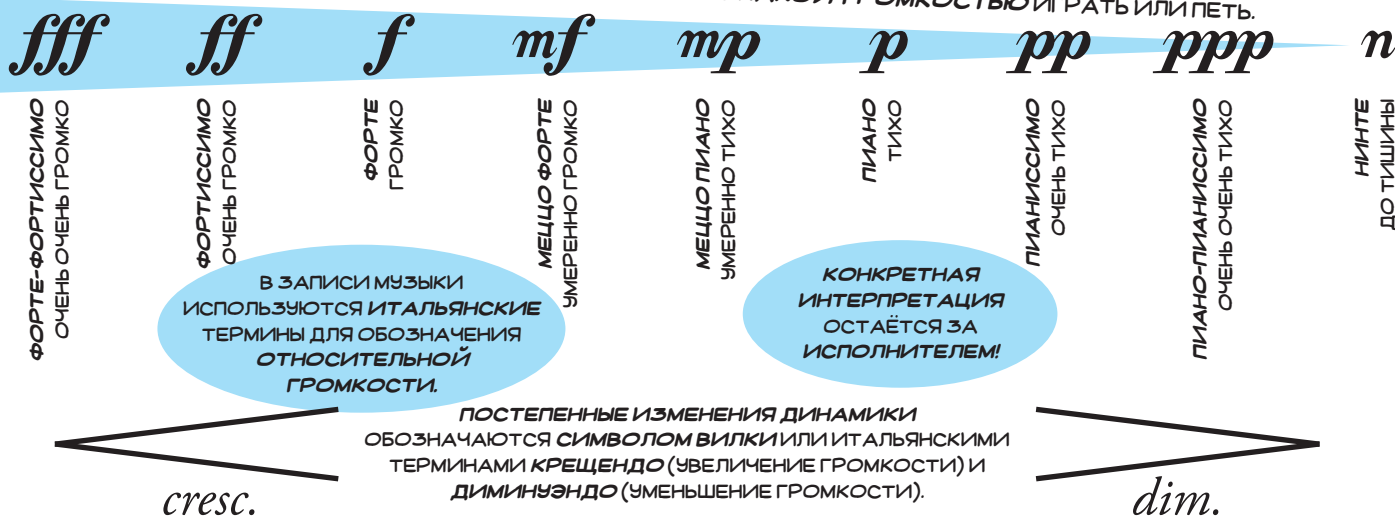 ГРОМКОСТЬЮ ИГРАТЬ ИЛИ ПЕТЬ.
fff ff f mf mp p pp ppp n
ФОРТЕ-ФОРТИССИМО
ОЧЕНЬ ОЧЕНЬ ГРОМКО
ФОРТИССИМО
ОЧЕНЬ ГРОМКО
ФОРТЕ
ГРОМКО
МЕЦЦО ФОРТЕ
УМЕРЕННО ГРОМКО
МЕЦЦО ПИАНО
УМЕРЕННО ТИХО
ПИАНО
ТИХО
ПИАНИССИМО
ОЧЕНЬ ТИХО
ПИАНО-ПИАНИССИМО
ОЧЕНЬ ОЧЕНЬ ТИХО
НИНТЕ
ДО ТИШИНЫ
В ЗАПИСИ МУЗЫКИ
ИСПОЛЬЗУЮТСЯ ИТАЛЬЯНСКИЕ
ТЕРМИНЫ ДЛЯ ОБОЗНАЧЕНИЯ
ОТНОСИТЕЛЬНОЙ
ГРОМКОСТИ.
КОНКРЕТНАЯ
ИНТЕРПРЕТАЦИЯ
ОСТАЁТСЯ ЗА
ИСПОЛНИТЕЛЕМ!
ПОСТЕПЕННЫЕ ИЗМЕНЕНИЯ ДИНАМИКИ
ОБОЗНАЧАЮТСЯ СИМВОЛОМ ВИЛКИ ИЛИ ИТАЛЬЯНСКИМИ
ТЕРМИНАМИ КРЕЩЕНДО (УВЕЛИЧЕНИЕ ГРОМКОСТИ) И
ДИМИНУЭНДО (УМЕНЬШЕНИЕ ГРОМКОСТИ).
cresc.
dim.